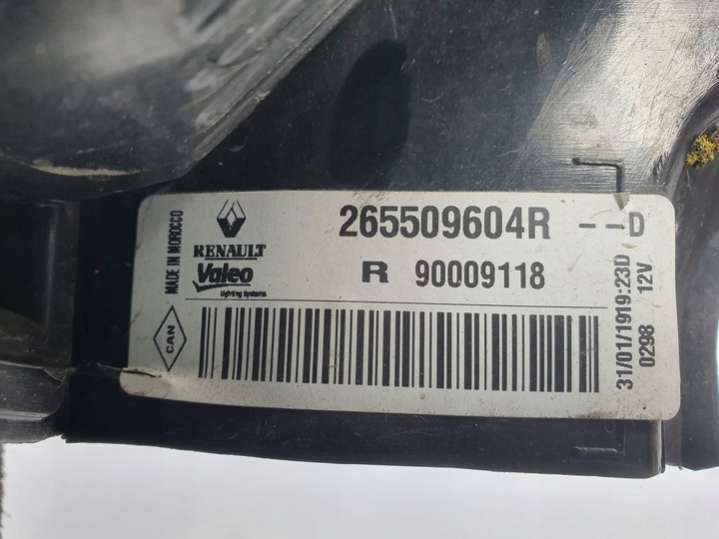 MADE IN MOROCCO
RENAULT
Valeo
Lighting Systems
265509604R --D
R 90009118
CAN
31/01/1919:23D
0298 12V